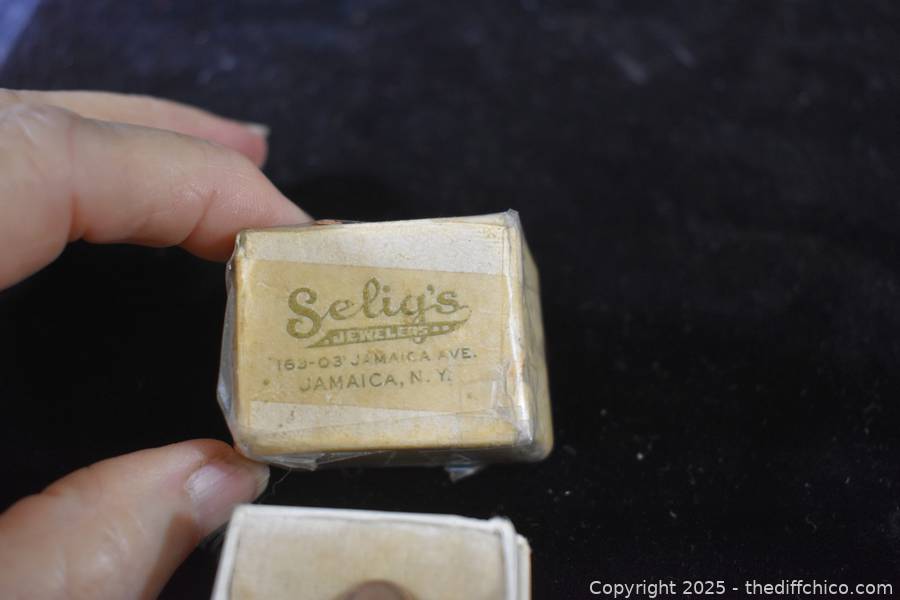 Selig's
JEWELERS
163-03 JAMAICA AVE.
JAMAICA, N. Y.
Copyright 2025 - thediffchico.com